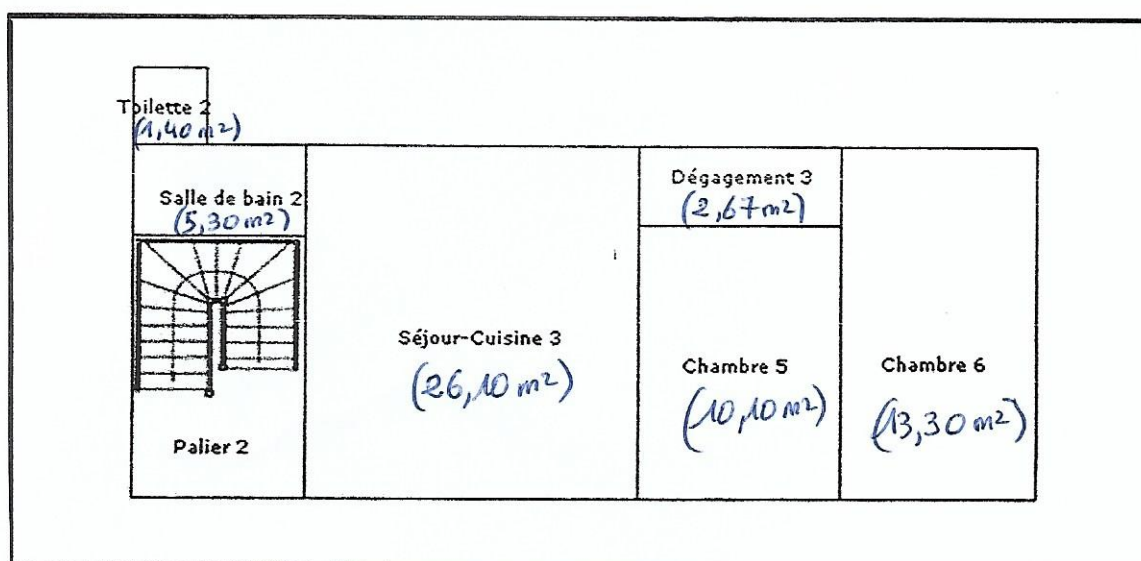 Toilette 2
(1,40 m²)
Salle de bain 2
(5,30 m²)
Dégagement 3
(2,67 m²)
Séjour-Cuisine 3
(26,10 m²)
Chambre 5
(10,10 m²)
Chambre 6
(13,30 m²)
Palier 2